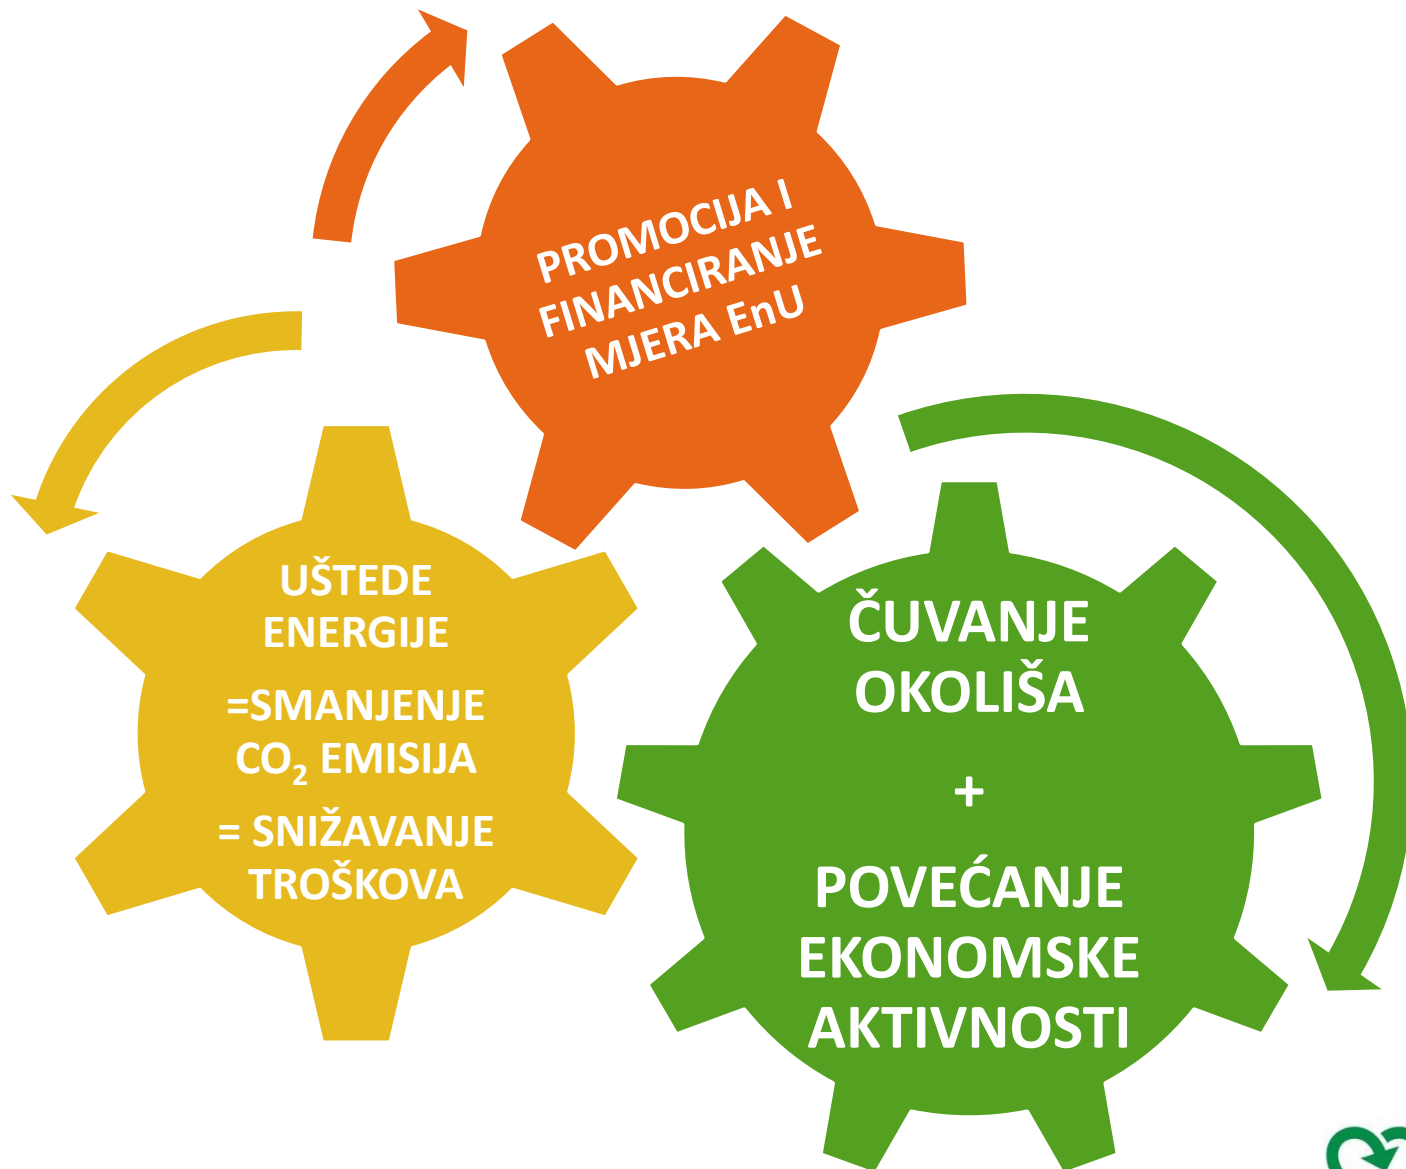 PROMOCIJA I
FINANCIRANJE
MJERA EnU
UŠTEDE
ENERGIJE
=SMANJENJE
CO₂ EMISIJA
= SNIŽAVANJE
TROŠKOVA
ČUVANJE
OKOLIŠA
+
POVEĆANJE
EKONOMSKE
AKTIVNOSTI